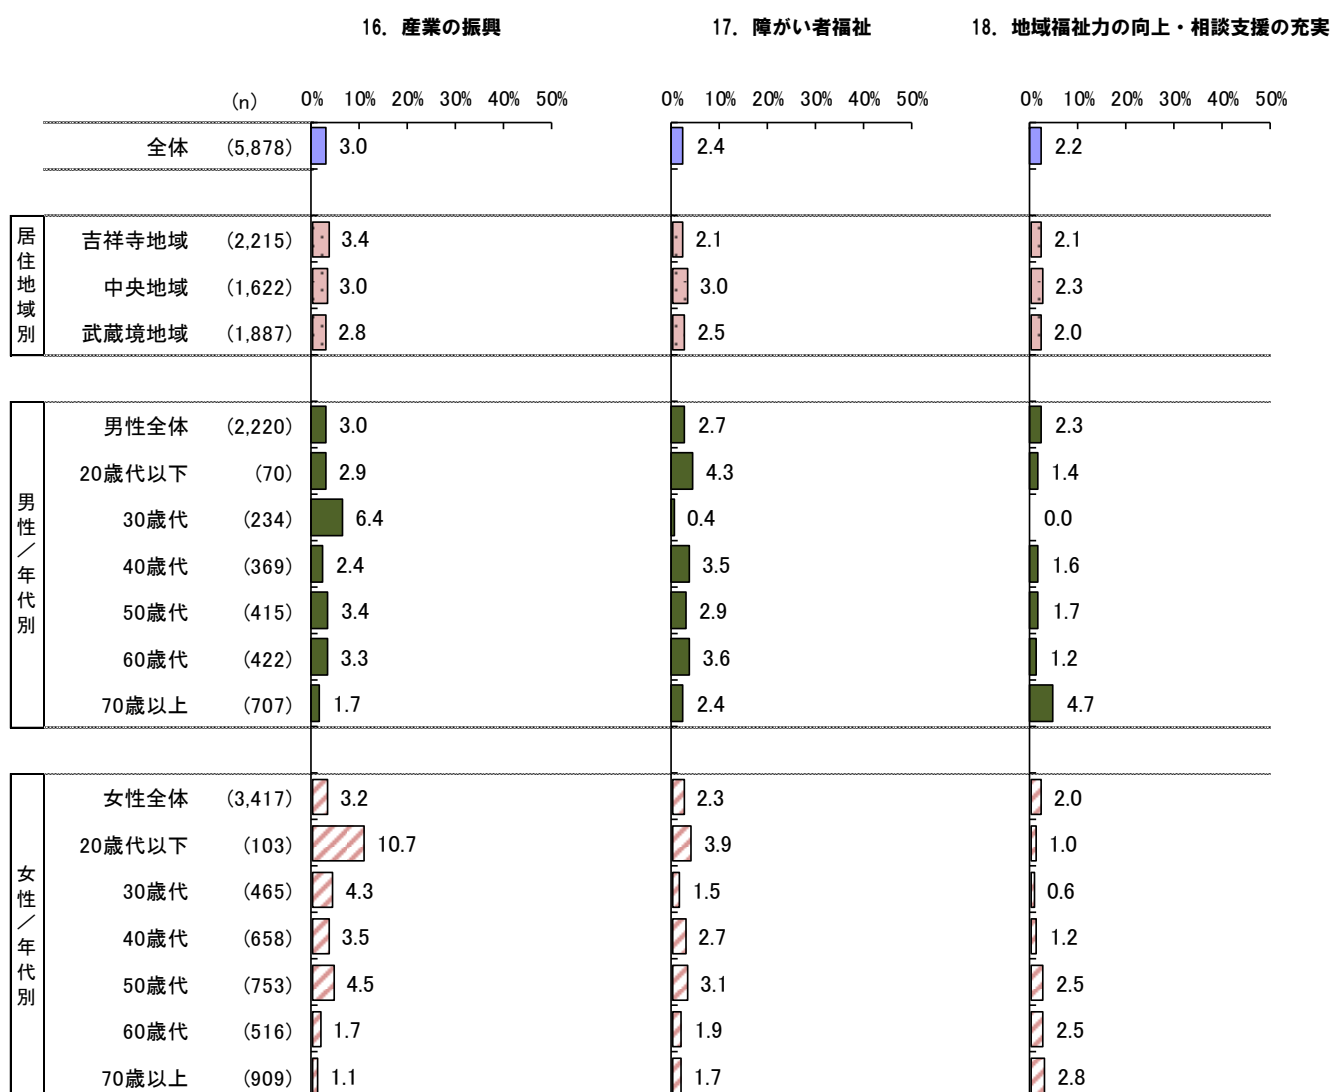 16. 産業の振興 17. 障がい者福祉 18. 地域福祉力の向上・相談支援の充実
(n) 0% 10% 20% 30% 40% 50% 0% 10% 20% 30% 40% 50% 0% 10% 20% 30% 40% 50%
全体 (5,878) 3.0 2.4 2.2
居住地域別
吉祥寺地域 (2,215) 3.4 2.1 2.1
中央地域 (1,622) 3.0 3.0 2.3
武蔵境地域 (1,887) 2.8 2.5 2.0
男性/年代別
男性全体 (2,220) 3.0 2.7 2.3
20歳代以下 (70) 2.9 4.3 1.4
30歳代 (234) 6.4 0.4 0.0
40歳代 (369) 2.4 3.5 1.6
50歳代 (415) 3.4 2.9 1.7
60歳代 (422) 3.3 3.6 1.2
70歳以上 (707) 1.7 2.4 4.7
女性/年代別
女性全体 (3,417) 3.2 2.3 2.0
20歳代以下 (103) 10.7 3.9 1.0
30歳代 (465) 4.3 1.5 0.6
40歳代 (658) 3.5 2.7 1.2
50歳代 (753) 4.5 3.1 2.5
60歳代 (516) 1.7 1.9 2.5
70歳以上 (909) 1.1 1.7 2.8